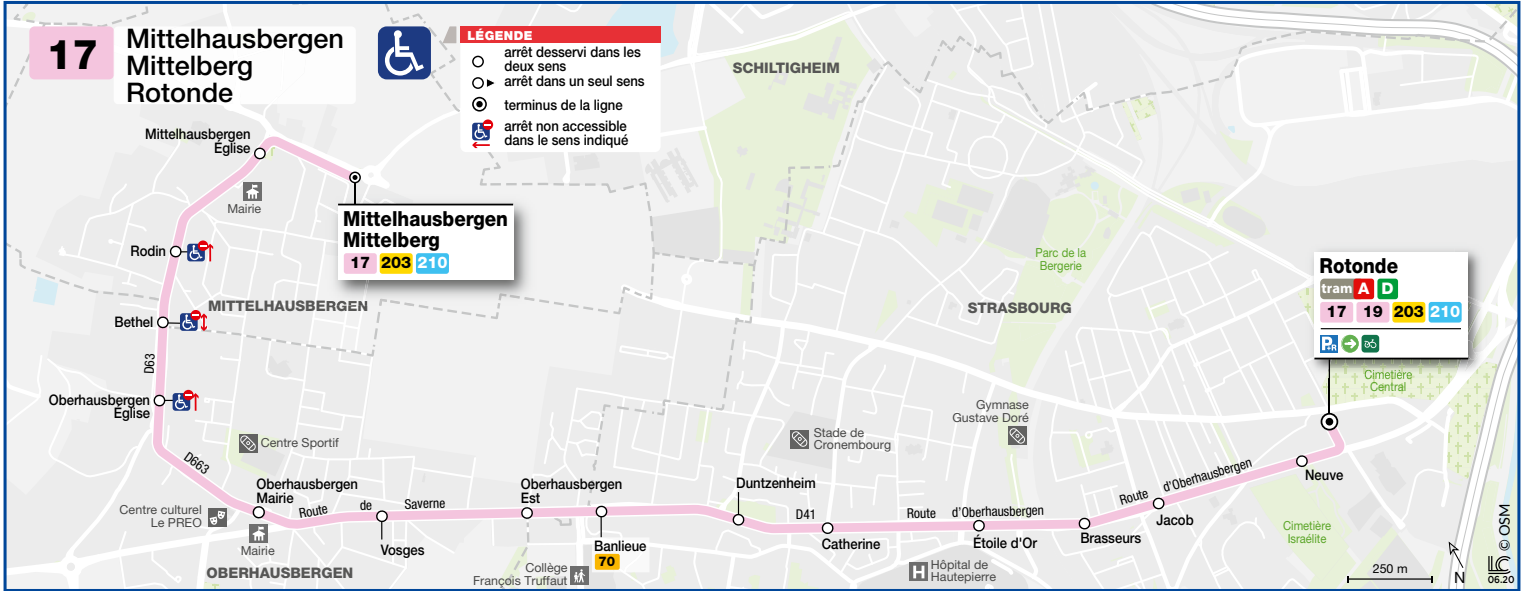 17
Mittelhausbergen
Mittelberg
Rotonde
LÉGENDE
arrêt desservi dans les
deux sens
arrêt dans un seul sens
terminus de la ligne
arrêt non accessible
dans le sens indiqué
SCHILTIGHEIM
Mittelhausbergen
Église
Mairie
Mittelhausbergen
Mittelberg
17 203 210
Rodin
MITTELHAUSBERGEN
Bethel
D63
Oberhausbergen
Église
Parc de la
Bergerie
STRASBOURG
Rotonde
tram A D
17 19 203 210
P+R
Cimetière
Central
Gymnase
Gustave Doré
Centre Sportif
Stade de
Cronembourg
D663
Oberhausbergen
Mairie
Centre culturel
Le PREO
Mairie
Route de Saverne
Vosges
OBERHAUSBERGEN
Oberhausbergen
Est
Banlieue
70
Collège
François Truffaut
Duntzenheim
D41
Catherine
Route d'Oberhausbergen
Étoile d'Or
H
Hôpital de
Hautepierre
Brasseurs
Route d'Oberhausbergen
Jacob
Neuve
Cimetière
Israélite
250 m
N
© OSM
LC
06.20